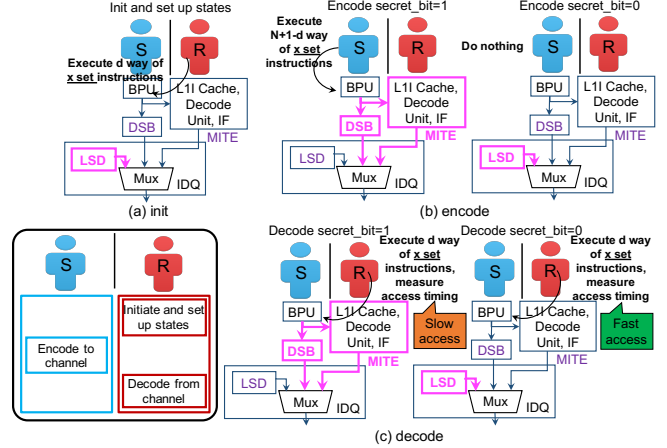 Init and set up states
S
R
Execute d way of
x set instructions
BPU
L1I Cache,
Decode
Unit, IF
DSB
MITE
LSD
Mux
IDQ
(a) init
Encode secret_bit=1
Execute
N+1-d way
of x set
instructions
S
R
BPU
L1I Cache,
Decode
Unit, IF
DSB
MITE
LSD
Mux
IDQ
Encode secret_bit=0
Do nothing
S
R
BPU
L1I Cache,
Decode
Unit, IF
DSB
MITE
LSD
Mux
IDQ
(b) encode
S
R
Initiate and set
up states
Encode to
channel
Decode from
channel
Decode secret_bit=1
S
R
Execute d way
of x set
instructions,
measure
access timing
BPU
L1I Cache,
Decode
Unit, IF
Slow
access
DSB
MITE
LSD
Mux
IDQ
Decode secret_bit=0
S
R
Execute d way
of x set
instructions,
measure
access timing
BPU
L1I Cache,
Decode
Unit, IF
Fast
access
DSB
MITE
LSD
Mux
IDQ
(c) decode